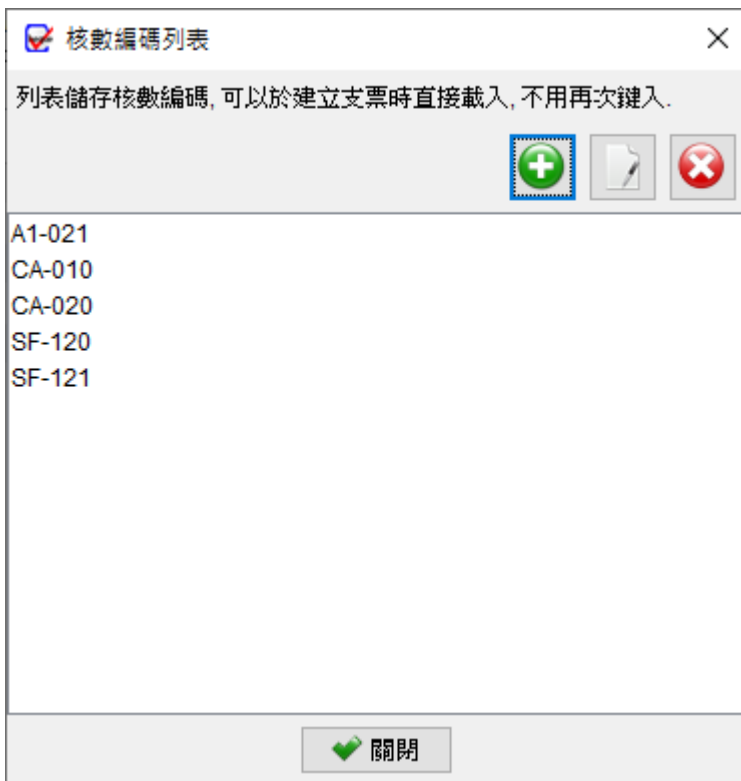 核數編碼列表
列表儲存核數編碼, 可以於建立支票時直接載入, 不用再次鍵入.
A1-021
CA-010
CA-020
SF-120
SF-121
關閉